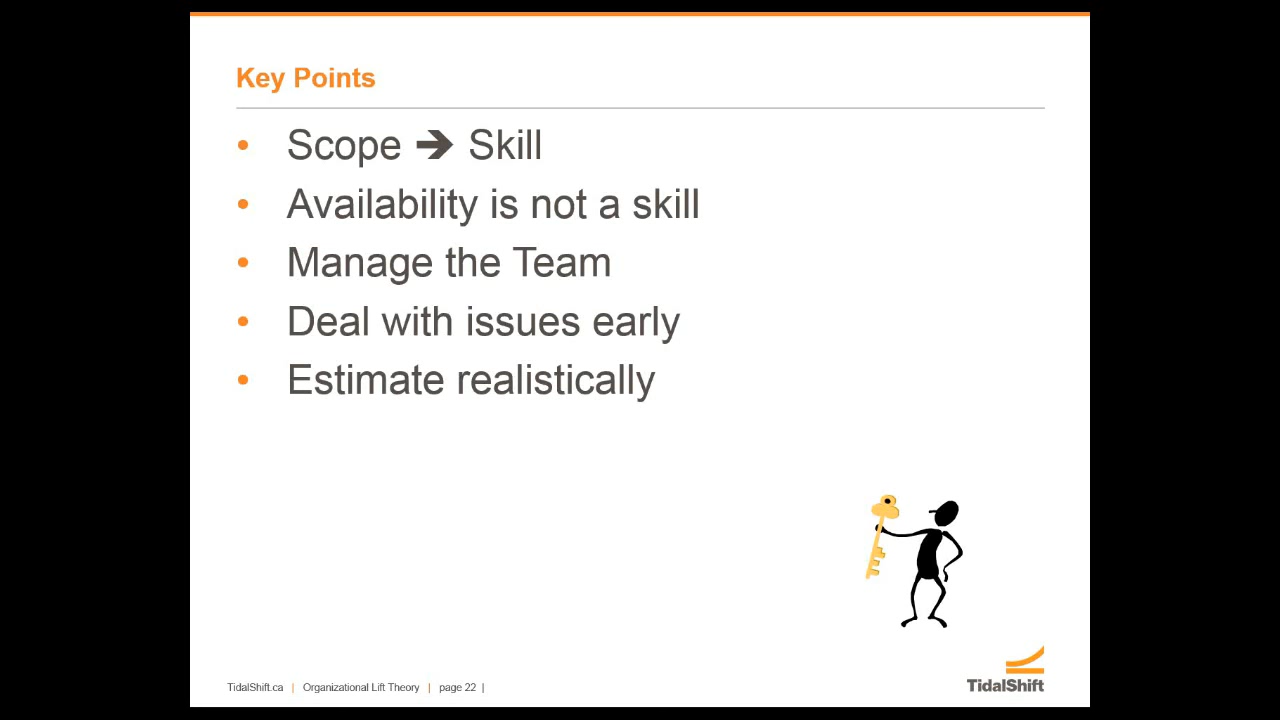 Key Points
• Scope ➔ Skill
• Availability is not a skill
• Manage the Team
• Deal with issues early
• Estimate realistically
TidalShift.ca | Organizational Lift Theory | page 22 |
TidalShift